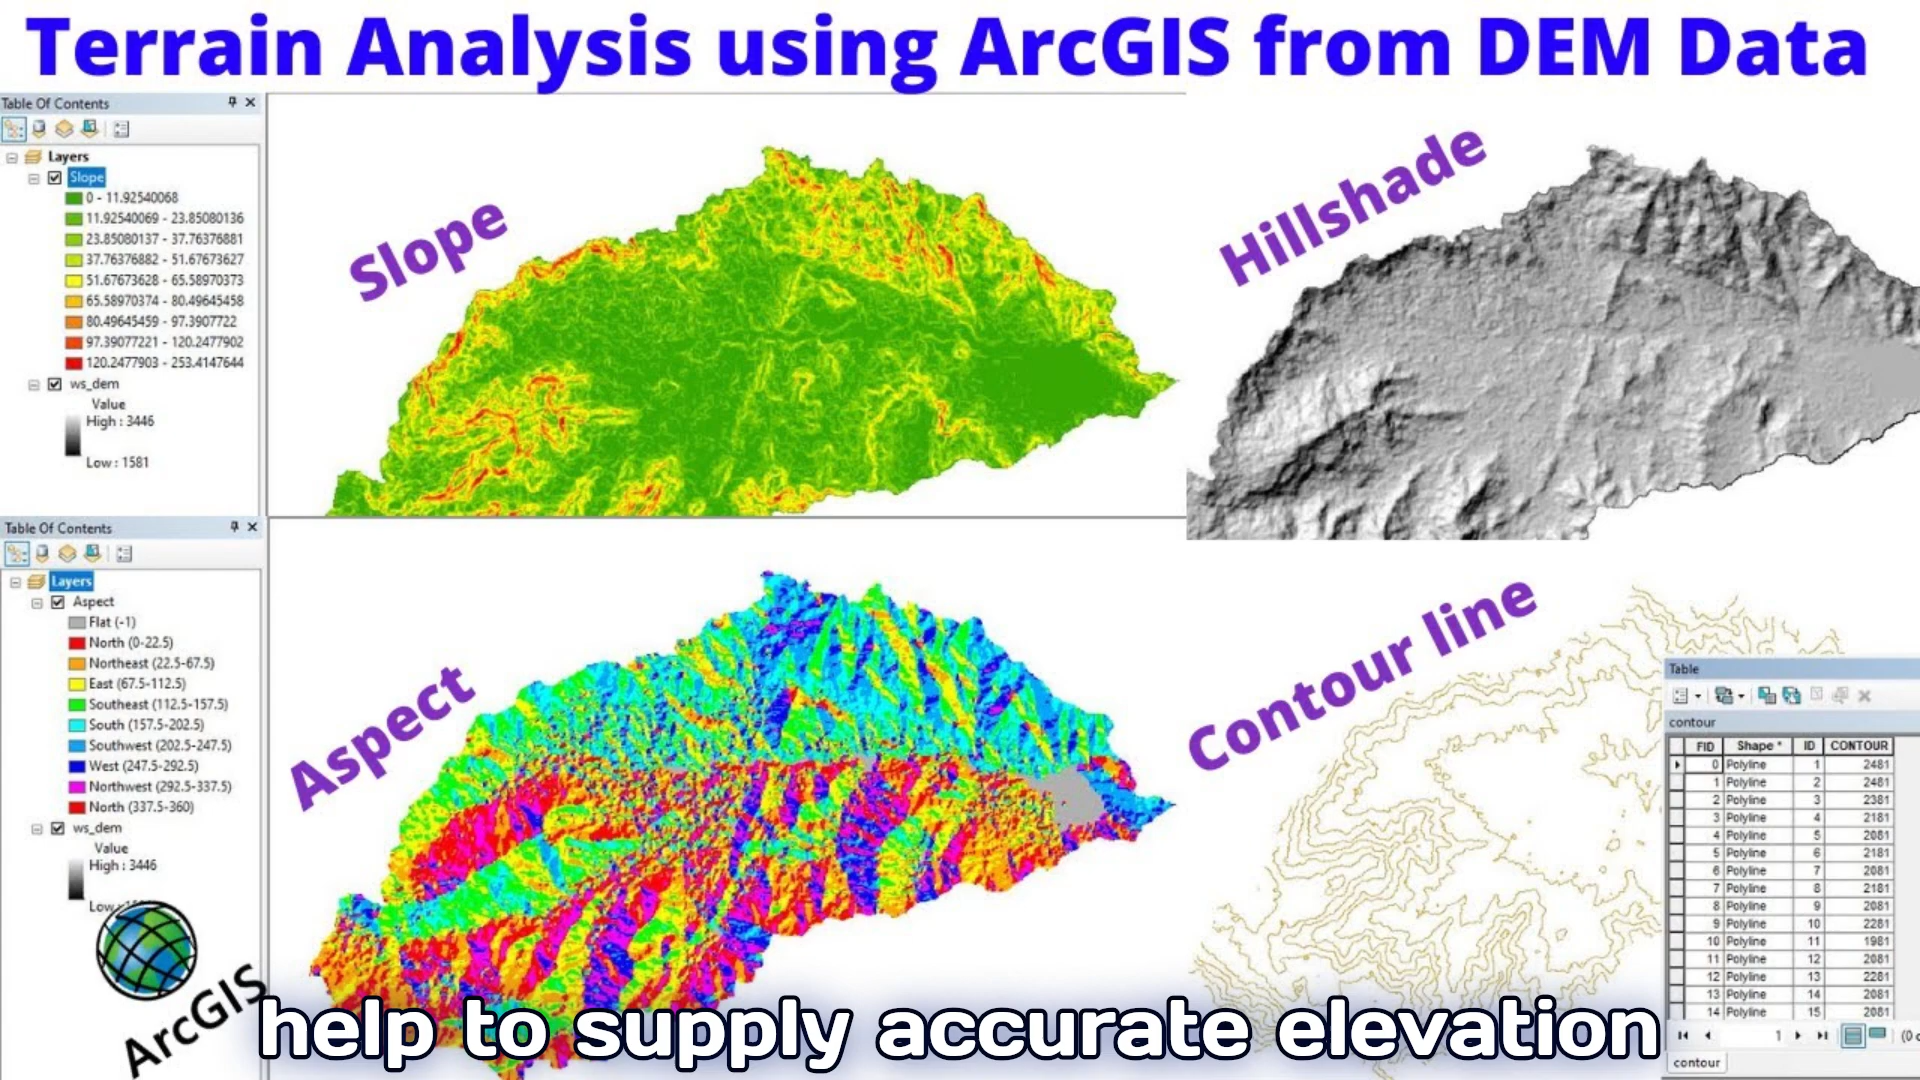 Terrain Analysis using ArcGIS from DEM Data
Table Of Contents
Layers
Slope
0 - 11.92540068
11.92540069 - 23.85080136
23.85080137 - 37.76376881
37.76376882 - 51.67673627
51.67673628 - 65.58970373
65.58970374 - 80.49645458
80.49645459 - 97.3907722
97.39077221 - 120.2477902
120.2477903 - 253.4147644
ws_dem
Value
High : 3446
Low : 1581
Slope
Hillshade
Table Of Contents
Layers
Aspect
Flat (-1)
North (0-22.5)
Northeast (22.5-67.5)
East (67.5-112.5)
Southeast (112.5-157.5)
South (157.5-202.5)
Southwest (202.5-247.5)
West (247.5-292.5)
Northwest (292.5-337.5)
North (337.5-360)
ws_dem
Value
High : 3446
Low
ArcGIS
Aspect
Contour line
Table
contour
FID Shape * ID CONTOUR
0 Polyline 1 2481
1 Polyline 2 2481
2 Polyline 3 2381
3 Polyline 4 2181
4 Polyline 5 2081
5 Polyline 6 2181
6 Polyline 7 2081
7 Polyline 8 2181
8 Polyline 9 2081
9 Polyline 10 2281
10 Polyline 11 1981
11 Polyline 12 2081
12 Polyline 13 2281
13 Polyline 14 2081
14 Polyline 15 2081
1
contour
help to supply accurate elevation